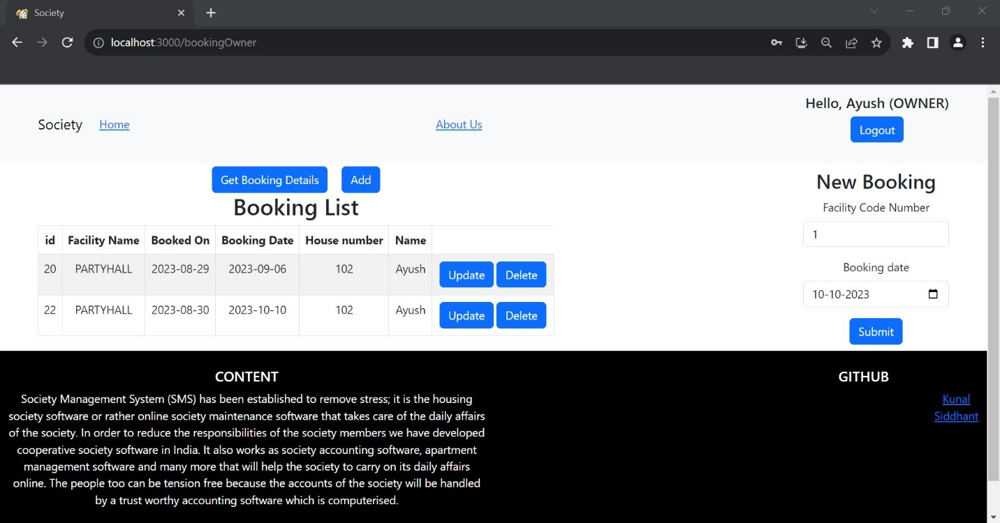 Society
localhost:3000/bookingOwner
Hello, Ayush (OWNER)
Society Home About Us
Logout
Get Booking Details Add
New Booking
Booking List
Facility Code Number
1
id Facility Name Booked On Booking Date House number Name
20 PARTYHALL 2023-08-29 2023-09-06 102 Ayush Update Delete
Booking date
10-10-2023
22 PARTYHALL 2023-08-30 2023-10-10 102 Ayush Update Delete
Submit
CONTENT
Society Management System (SMS) has been established to remove stress; it is the housing
society software or rather online society maintenance software that takes care of the daily affairs
of the society. In order to reduce the responsibilities of the society members we have developed
cooperative society software in India. It also works as society accounting software, apartment
management software and many more that will help the society to carry on its daily affairs
online. The people too can be tension free because the accounts of the society will be handled
by a trust worthy accounting software which is computerised.
GITHUB
Kunal
Siddhant